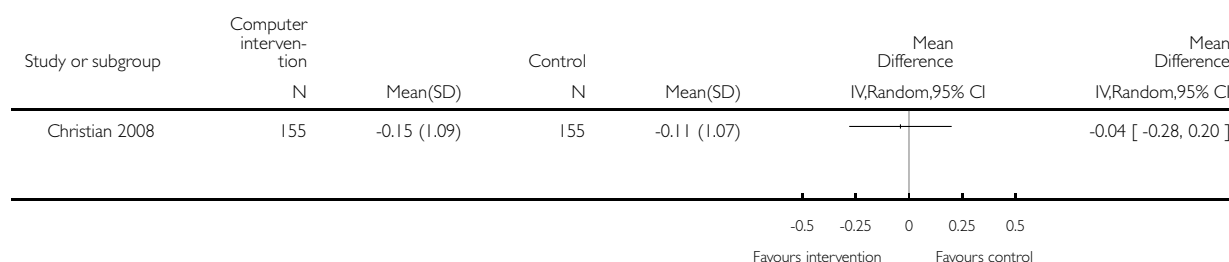 Computer
interven-
tion
Study or subgroup Control Mean Difference Mean Difference
N Mean(SD) N Mean(SD) IV,Random,95% CI IV,Random,95% CI
Christian 2008 155 -0.15 (1.09) 155 -0.11 (1.07) -0.04 [ -0.28, 0.20 ]
-0.5 -0.25 0 0.25 0.5
Favours intervention Favours control